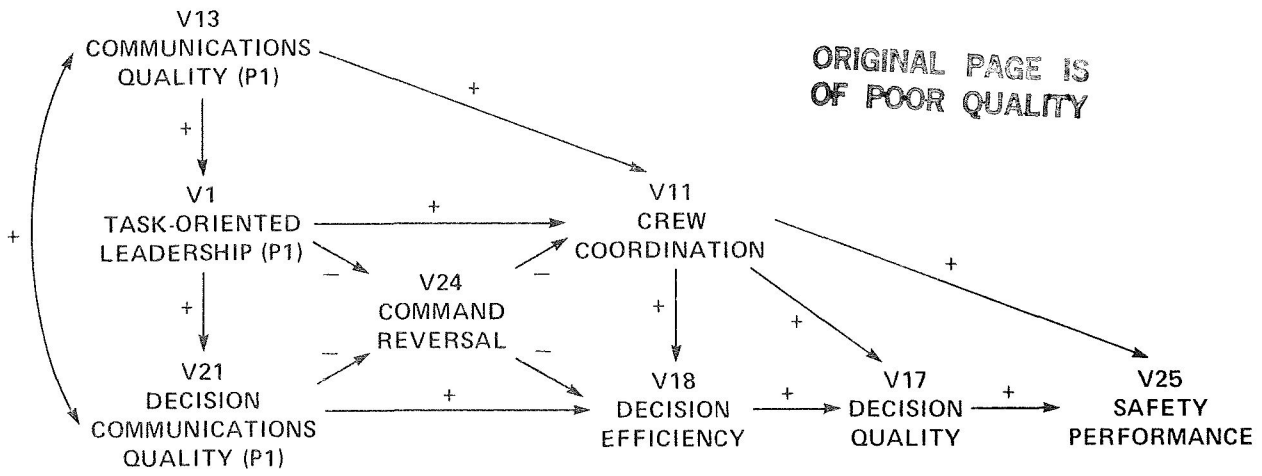 V13
COMMUNICATIONS
QUALITY (P1)
ORIGINAL PAGE IS
OF POOR QUALITY
+
+
+
V1
TASK-ORIENTED
LEADERSHIP (P1)
+
V11
CREW
COORDINATION
+
−
−
+
V24
COMMAND
REVERSAL
+
+
+
−
−
V21
DECISION
COMMUNICATIONS
QUALITY (P1)
+
V18
DECISION
EFFICIENCY
+
V17
DECISION
QUALITY
+
V25
SAFETY
PERFORMANCE